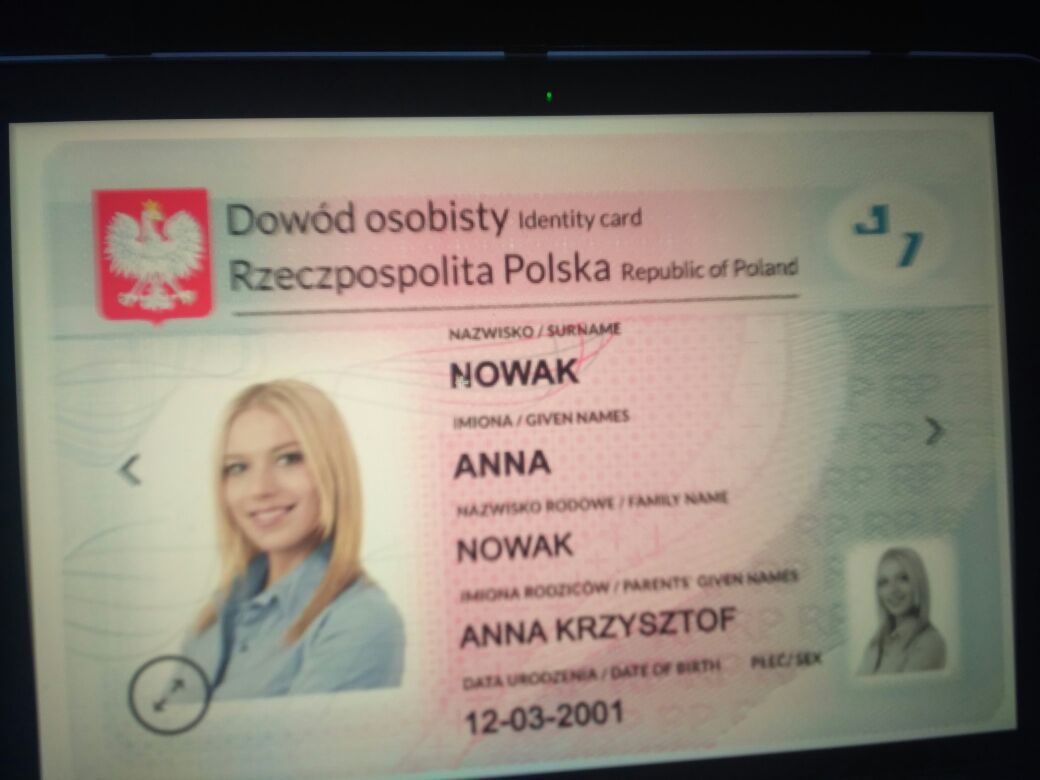 Dowód osobisty Identity card
Rzeczpospolita Polska Republic of Poland
NAZWISKO / SURNAME
NOWAK
IMIONA / GIVEN NAMES
ANNA
NAZWISKO RODOWE / FAMILY NAME
NOWAK
IMIONA RODZICÓW / PARENTS' GIVEN NAMES
ANNA KRZYSZTOF
DATA URODZENIA / DATE OF BIRTH PŁEC/ SEX
12-03-2001